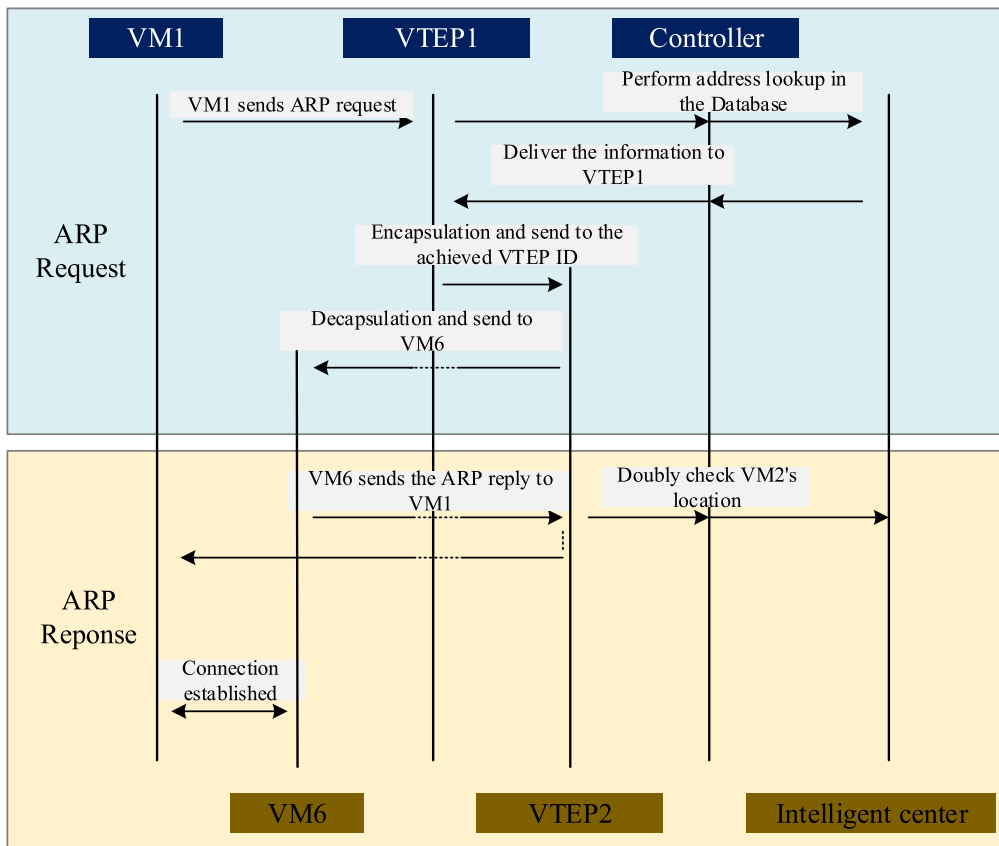 VM1
VTEP1
Controller
VM1 sends ARP request
Perform address lookup in
the Database
Deliver the information to
VTEP1
ARP
Request
Encapsulation and send to the
achieved VTEP ID
Decapsulation and send to
VM6
VM6 sends the ARP reply to
VM1
Doubly check VM2's
location
ARP
Reponse
Connection
established
VM6
VTEP2
Intelligent center